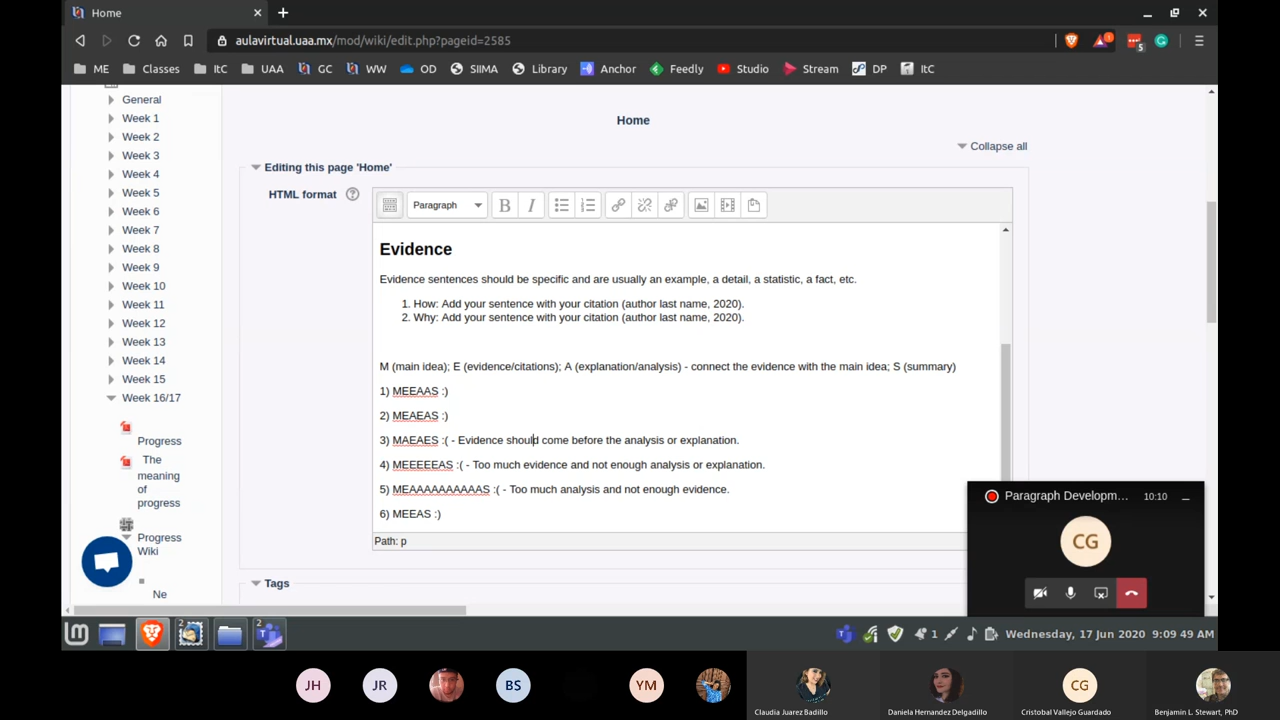 Home
aulavirtual.uaa.mx/mod/wiki/edit.php?pageid=2585
1
5
ME Classes ItC UAA GC WW OD SIIMA Library Anchor Feedly Studio Stream DP ItC
General
Week 1
Week 2
Week 3
Week 4
Week 5
Week 6
Week 7
Week 8
Week 9
Week 10
Week 11
Week 12
Week 13
Week 14
Week 15
Week 16/17
Progress
The
meaning
of
progress
Progress
Wiki
Ne
Home
Collapse all
Editing this page 'Home'
HTML format
Paragraph B I
Evidence
Evidence sentences should be specific and are usually an example, a detail, a statistic, a fact, etc.
1. How: Add your sentence with your citation (author last name, 2020).
2. Why: Add your sentence with your citation (author last name, 2020).
M (main idea); E (evidence/citations); A (explanation/analysis) - connect the evidence with the main idea; S (summary)
1) MEEAAS :)
2) MEAEAS :)
3) MAEAES :( - Evidence should come before the analysis or explanation.
4) MEEEEEAS :( - Too much evidence and not enough analysis or explanation.
5) MEAAAAAAAAAAS :( - Too much analysis and not enough evidence.
6) MEEAS :)
Path: p
Tags
Paragraph Developm... 10:10
CG
2 2
1 Wednesday, 17 Jun 2020 9:09:49 AM
JH JR BS YM CG
Claudia Juarez Badillo Daniela Hernandez Delgadillo Cristobal Vallejo Guardado Benjamin L. Stewart, PhD